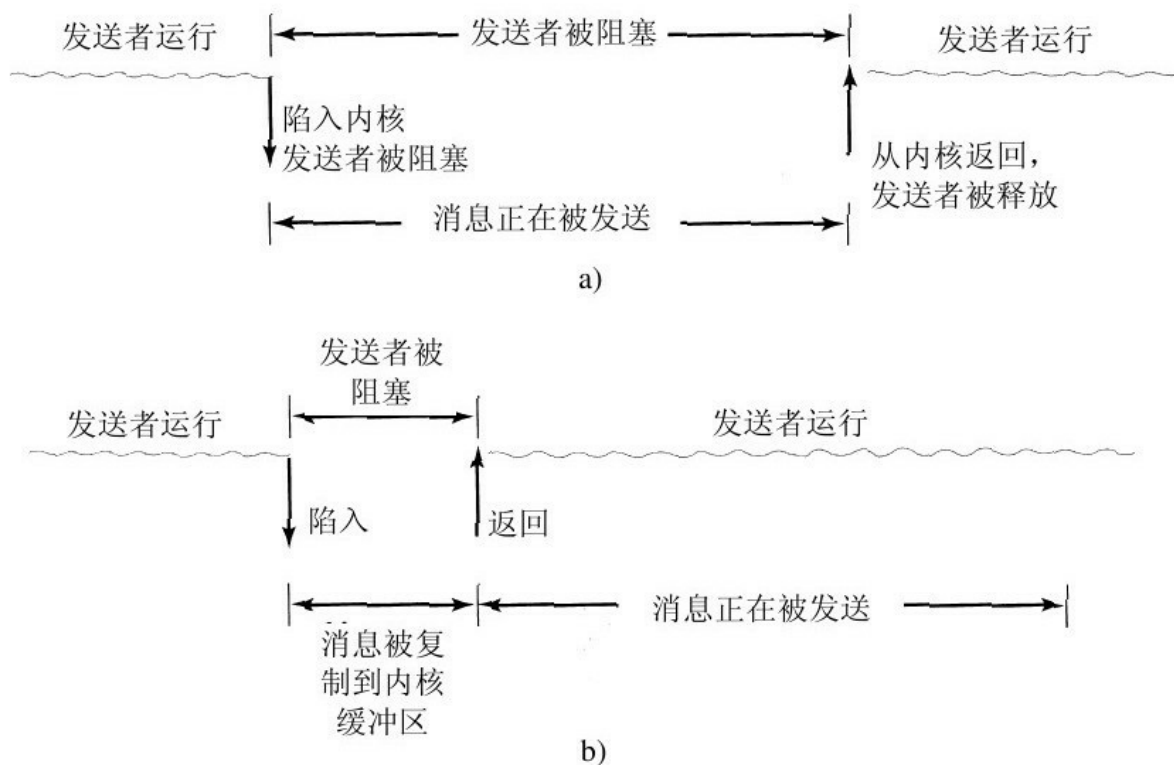 发送者运行
发送者被阻塞
发送者运行
陷入内核
发送者被阻塞
从内核返回，
发送者被释放
消息正在被发送
a)
发送者被
阻塞
发送者运行
发送者运行
陷入
返回
消息正在被发送
消息被复
制到内核
缓冲区
b)